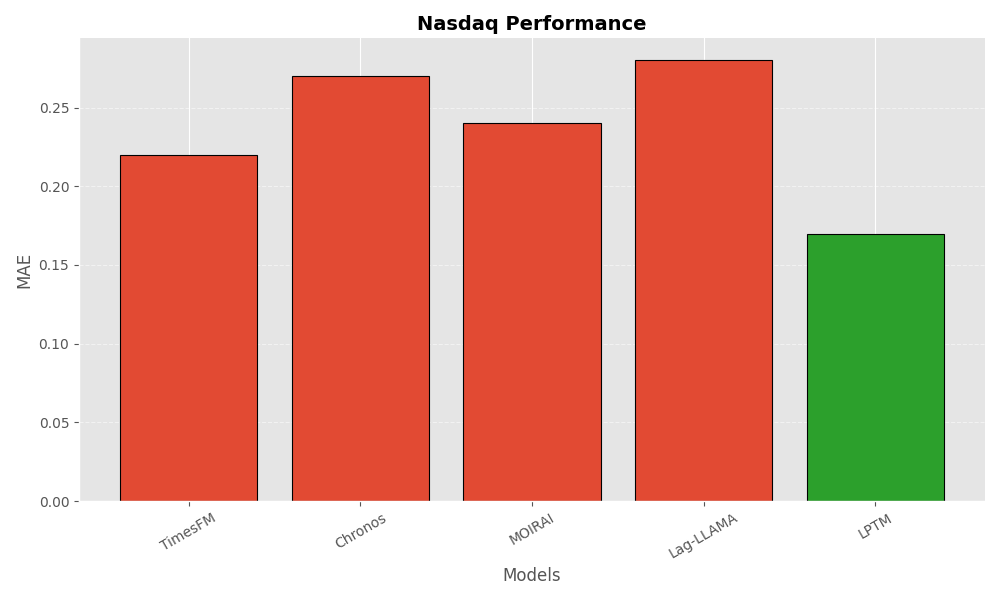 Nasdaq Performance
MAE
0.25
0.20
0.15
0.10
0.05
0.00
TimesFM
Chronos
MOIRAI
Lag-LLAMA
LPTM
Models